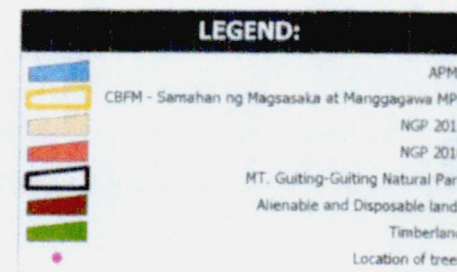 LEGEND:
APM
CBFM - Samahan ng Magsasaka at Manggagawa MP
NGP 201
NGP 201
MT. Guiting-Guiting Natural Par
Alienable and Disposable land
Timberlan
Location of tree